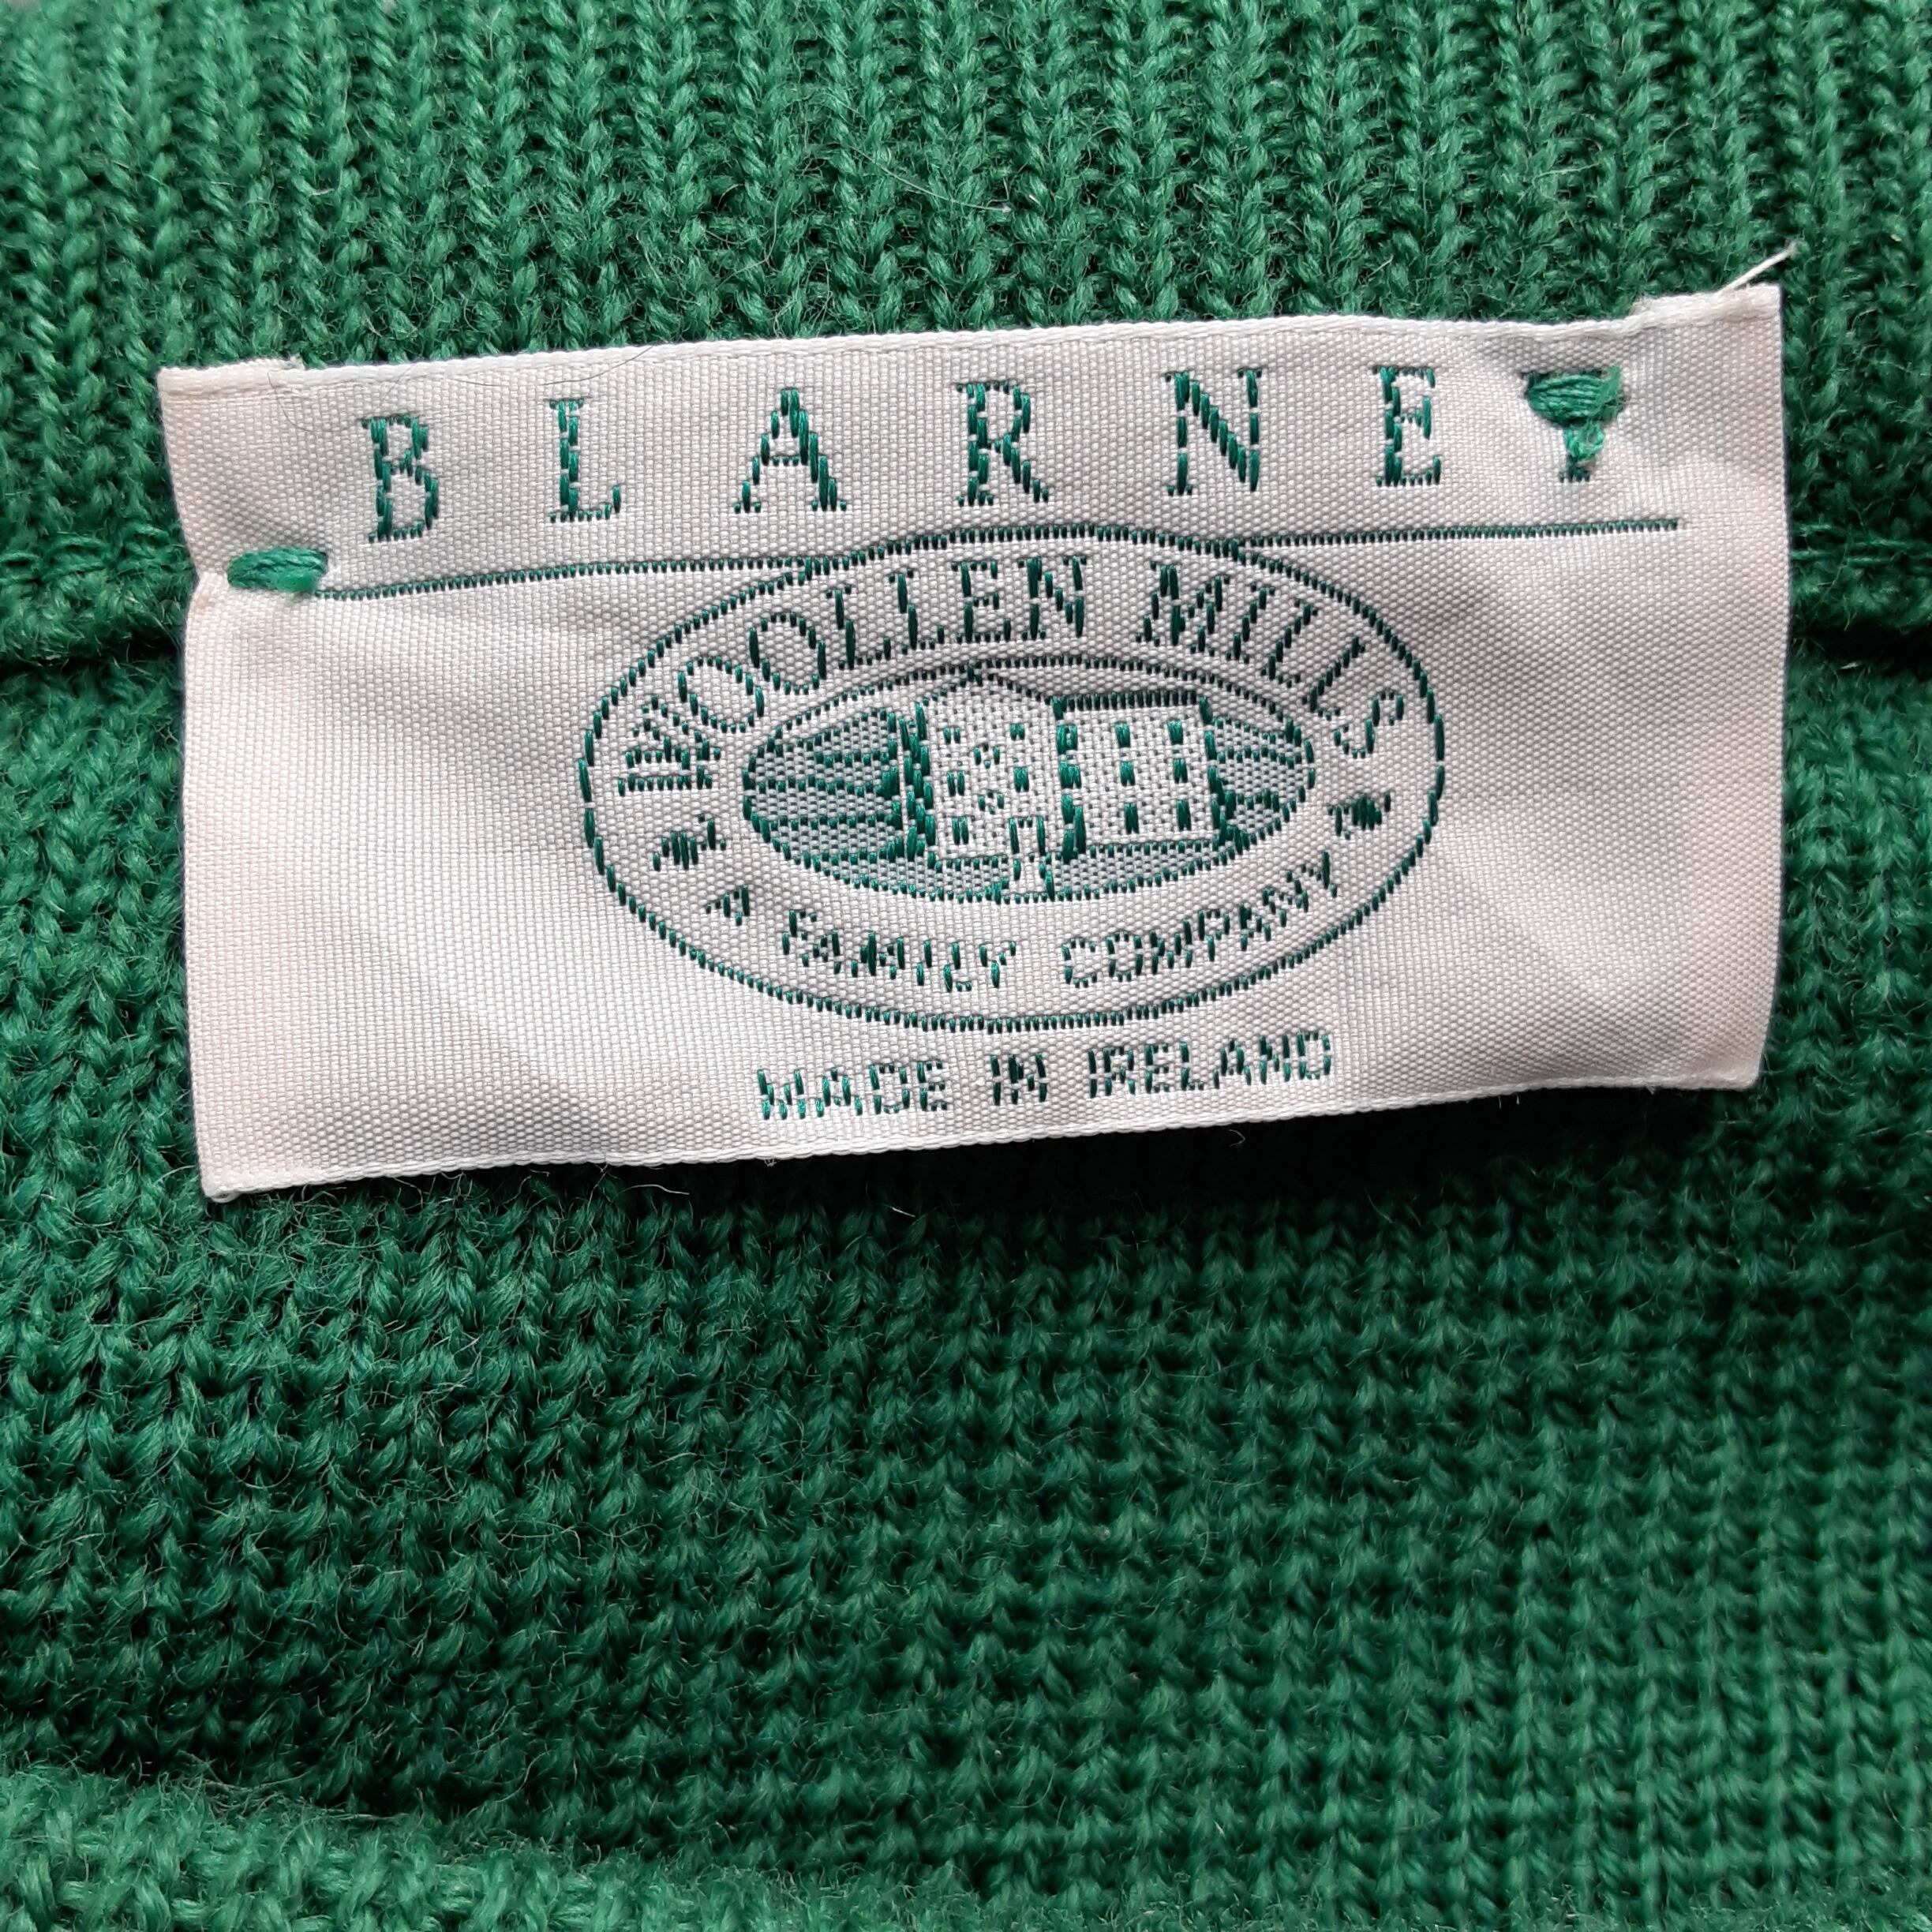 BLARNEY
WOOLLEN MILLS
A FAMILY COMPANY
MADE IN IRELAND